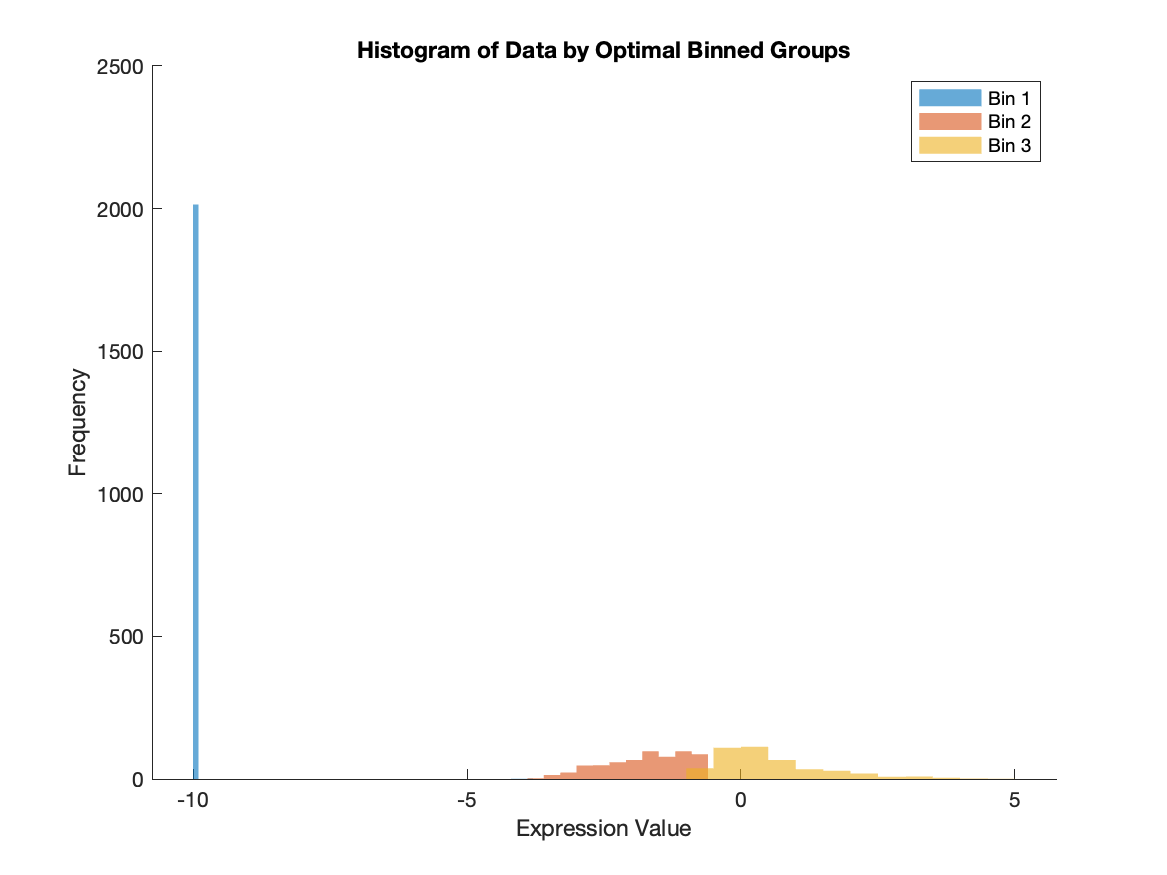 Histogram of Data by Optimal Binned Groups
2500
2000
1500
1000
500
0
Frequency
Bin 1
Bin 2
Bin 3
-10
-5
0
5
Expression Value